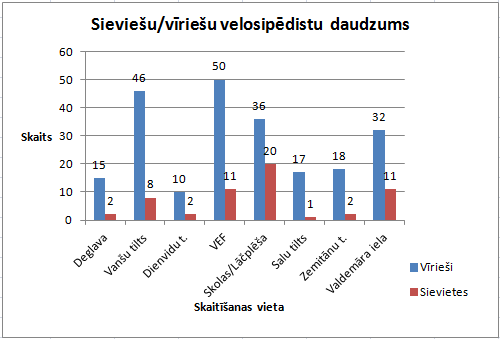 Sieviešu/vīriešu velosipēdistu daudzums
Skaits
60
50
40
30
20
10
0
15
2
46
8
10
2
50
11
36
20
17
1
18
2
32
11
Deglava
Vanšu tilts
Dienvidu t.
VEF
Skolas/Lāčplēša
Salu tilts
Zemitānu t.
Valdemāra iela
Skaitīšanas vieta
Vīrieši
Sievietes